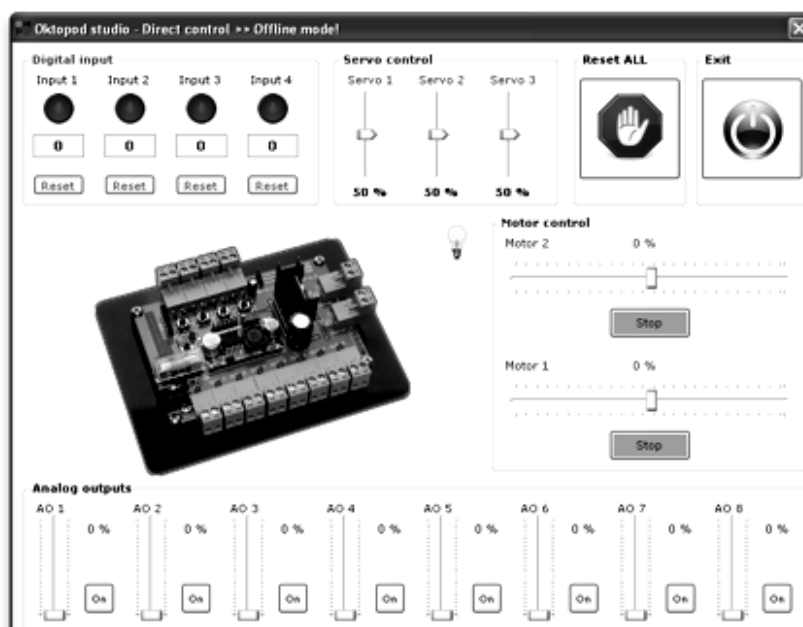 Oktopod studio - Direct control >> Offline mode!
Digital input
Input 1 Input 2 Input 3 Input 4
0 0 0 0
Reset Reset Reset Reset
Servo control
Servo 1 Servo 2 Servo 3
50 % 50 % 50 %
Reset ALL
Exit
Motor control
Motor 2 0 %
Stop
Motor 1 0 %
Stop
Analog outputs
AO 1 AO 2 AO 3 AO 4 AO 5 AO 6 AO 7 AO 8
0 % 0 % 0 % 0 % 0 % 0 % 0 % 0 %
On On On On On On On On